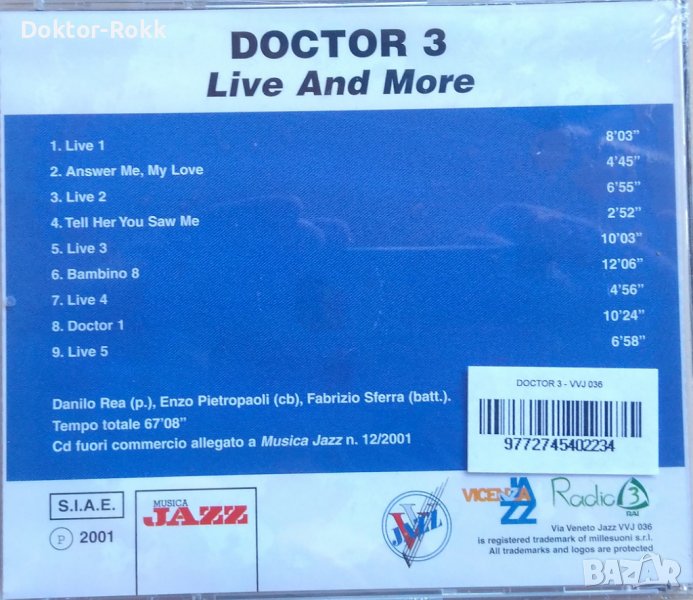 Doktor-Rokk
DOCTOR 3
Live And More
1. Live 1 8'03"
2. Answer Me, My Love 4'45"
3. Live 2 6'55"
4. Tell Her You Saw Me 2'52"
5. Live 3 10'03"
6. Bambino 8 12'06"
7. Live 4 4'56"
8. Doctor 1 10'24"
9. Live 5 6'58"
Danilo Rea (p.), Enzo Pietropaoli (cb), Fabrizio Sferra (batt.).
Tempo totale 67'08"
Cd fuori commercio allegato a Musica Jazz n. 12/2001
DOCTOR 3 - VVJ 036
9772745402234
S.I.A.E.
P 2001
MUSICA
JAZZ
V JAZZ
VICENZA
JAZZ
Radio 3
RAI
Via Veneto Jazz VVJ 036
is registered trademark of millesuoni s.r.l.
All trademarks and logos are protected
BAZAR